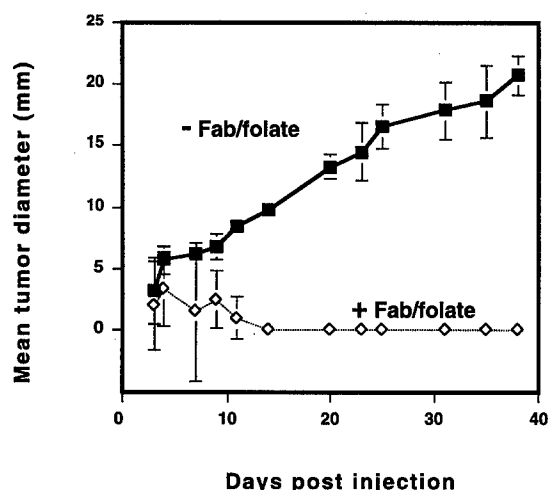 25
20
15
10
5
0
Mean tumor diameter (mm)
- Fab/folate
+ Fab/folate
0 10 20 30 40
Days post injection